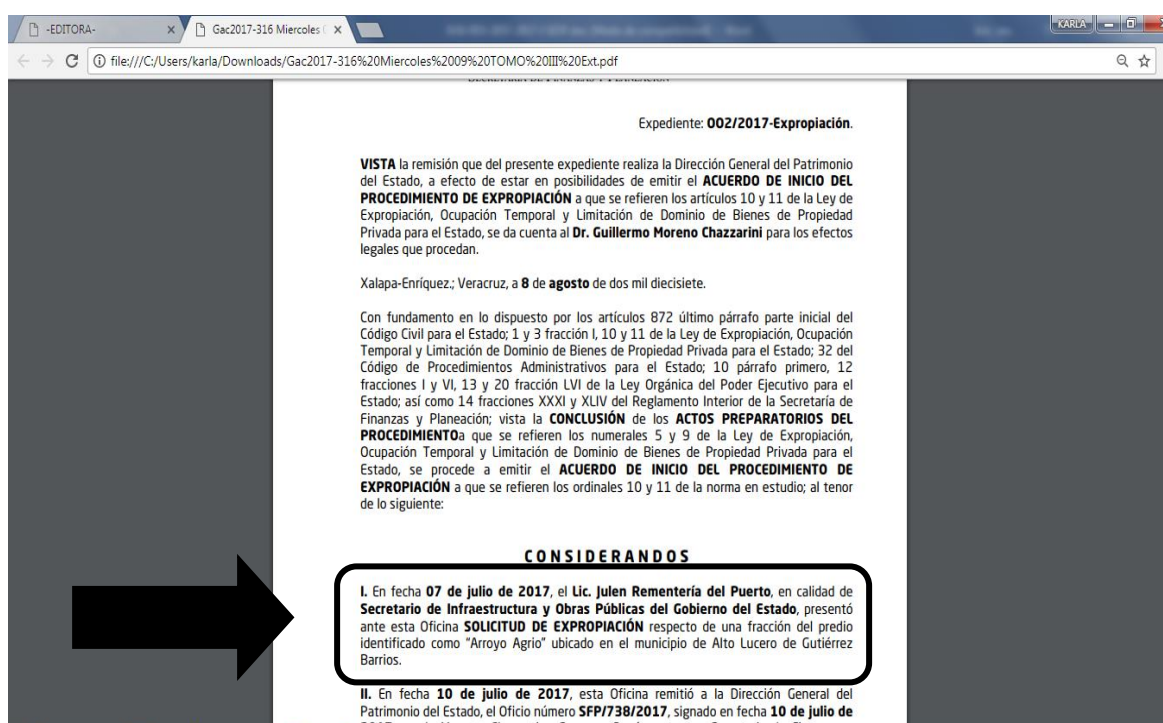 -EDITORA-
Gac2017-316 Miercoles
KARLA
file:///C:/Users/karla/Downloads/Gac2017-316%20Miercoles%2009%20TOMO%20III%20Ext.pdf
Expediente: 002/2017-Expropiación.
VISTA la remisión que del presente expediente realiza la Dirección General del Patrimonio
del Estado, a efecto de estar en posibilidades de emitir el ACUERDO DE INICIO DEL
PROCEDIMIENTO DE EXPROPIACIÓN a que se refieren los artículos 10 y 11 de la Ley de
Expropiación, Ocupación Temporal y Limitación de Dominio de Bienes de Propiedad
Privada para el Estado, se da cuenta al Dr. Guillermo Moreno Chazzarini para los efectos
legales que procedan.
Xalapa-Enríquez.; Veracruz, a 8 de agosto de dos mil diecisiete.
Con fundamento en lo dispuesto por los artículos 872 último párrafo parte inicial del
Código Civil para el Estado; 1 y 3 fracción I, 10 y 11 de la Ley de Expropiación, Ocupación
Temporal y Limitación de Dominio de Bienes de Propiedad Privada para el Estado; 32 del
Código de Procedimientos Administrativos para el Estado; 10 párrafo primero, 12
fracciones I y VI, 13 y 20 fracción LVI de la Ley Orgánica del Poder Ejecutivo para el
Estado; así como 14 fracciones XXXI y XLIV del Reglamento Interior de la Secretaría de
Finanzas y Planeación; vista la CONCLUSIÓN de los ACTOS PREPARATORIOS DEL
PROCEDIMIENTOa que se refieren los numerales 5 y 9 de la Ley de Expropiación,
Ocupación Temporal y Limitación de Dominio de Bienes de Propiedad Privada para el
Estado, se procede a emitir el ACUERDO DE INICIO DEL PROCEDIMIENTO DE
EXPROPIACIÓN a que se refieren los ordinales 10 y 11 de la norma en estudio; al tenor
de lo siguiente:
CONSIDERANDOS
I. En fecha 07 de julio de 2017, el Lic. Julen Rementería del Puerto, en calidad de
Secretario de Infraestructura y Obras Públicas del Gobierno del Estado, presentó
ante esta Oficina SOLICITUD DE EXPROPIACIÓN respecto de una fracción del predio
identificado como "Arroyo Agrio" ubicado en el municipio de Alto Lucero de Gutiérrez
Barrios.
II. En fecha 10 de julio de 2017, esta Oficina remitió a la Dirección General del
Patrimonio del Estado, el Oficio número SFP/738/2017, signado en fecha 10 de julio de